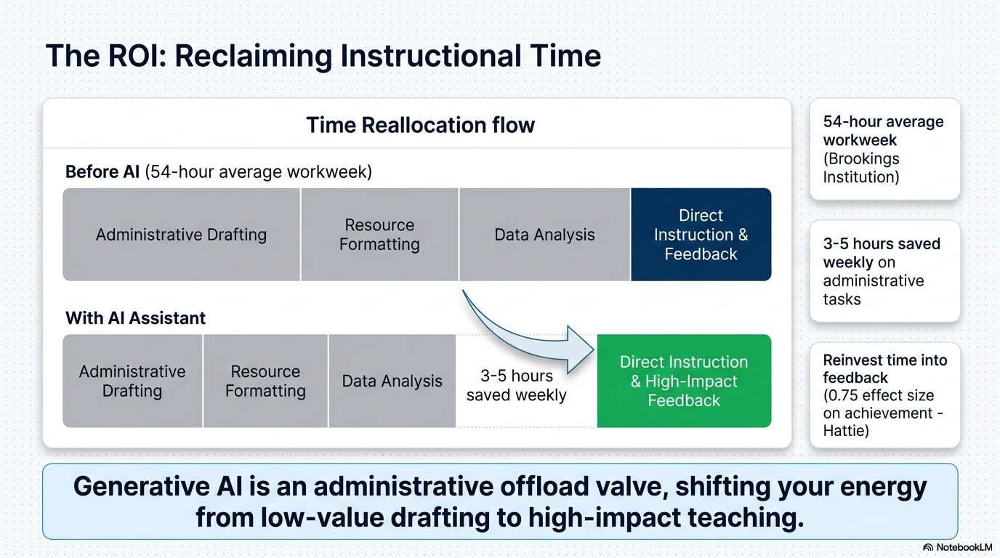 The ROI: Reclaiming Instructional Time
Time Reallocation flow
Before AI (54-hour average workweek)
Administrative Drafting
Resource
Formatting
Data Analysis
Direct
Instruction &
Feedback
With AI Assistant
Administrative
Drafting
Resource
Formatting
Data Analysis
3-5 hours
saved weekly
Direct Instruction
& High-Impact
Feedback
54-hour average
workweek
(Brookings
Institution)
3-5 hours saved
weekly on
administrative
tasks
Reinvest time into
feedback
(0.75 effect size
on achievement -
Hattie)
Generative AI is an administrative offload valve, shifting your energy
from low-value drafting to high-impact teaching.
NotebookLM